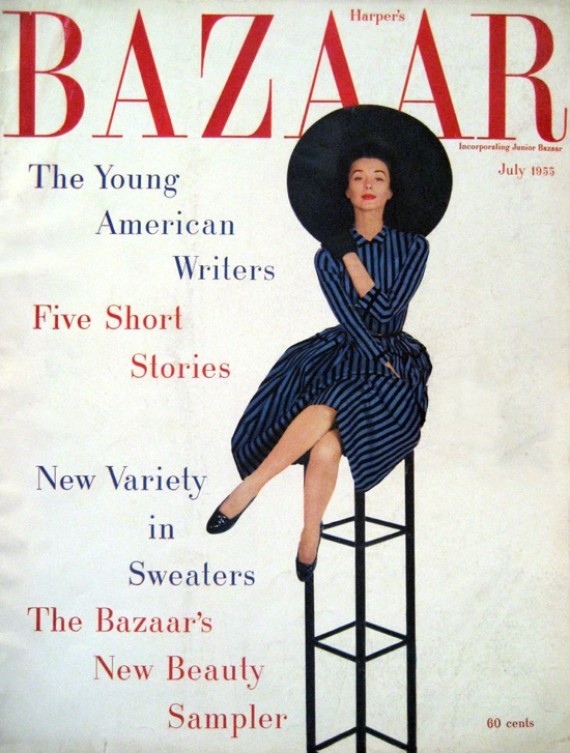 Harper's
BAZAAR
Incorporating Junior Bazaar
July 1955
The Young
American
Writers
Five Short
Stories
New Variety
in
Sweaters
The Bazaar's
New Beauty
Sampler
60 cents